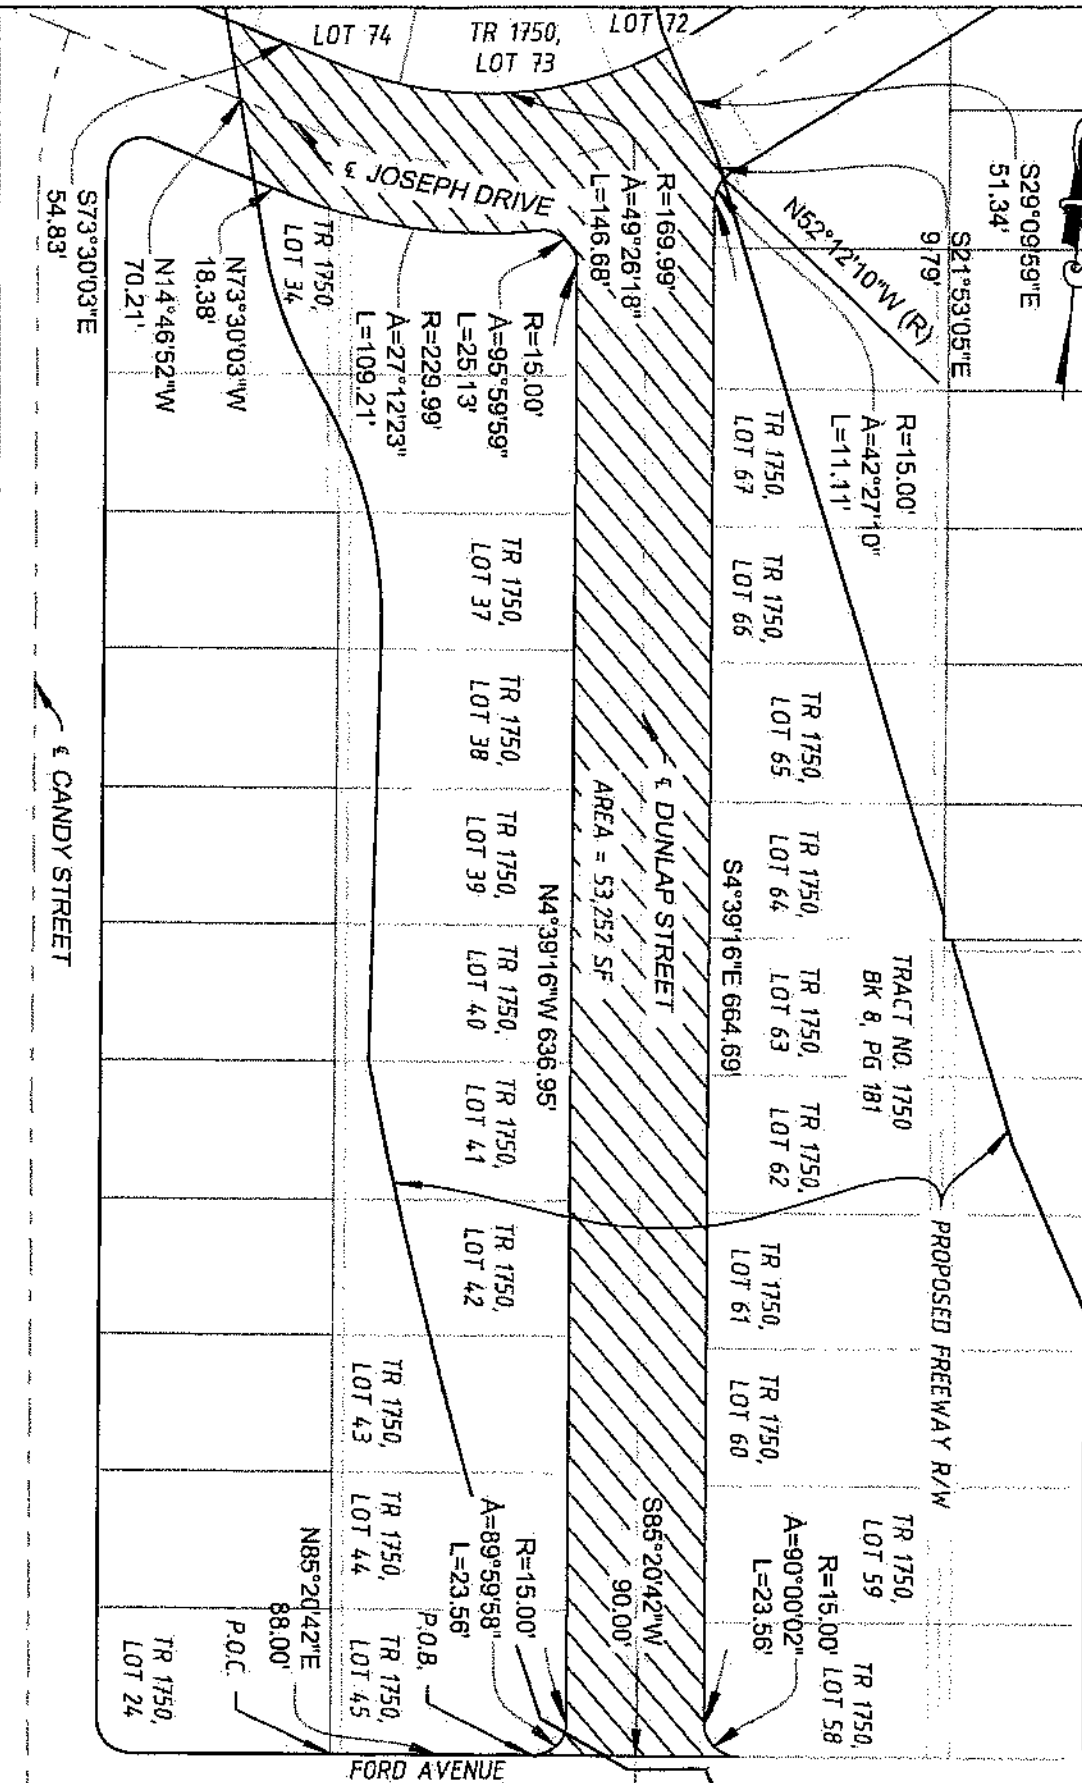 LOT 74
TR 1750,
LOT 73
LOT 72
S29°09'59"E
51.34'
S21°53'05"E
9.79'
N52°12'10"W (R)
R=15.00'
A=42°27'10"
L=11.11'
R=169.99'
A=49°26'18"
L=146.68'
℄ JOSEPH DRIVE
R=15.00'
A=95°59'59"
L=25.13'
R=229.99'
A=27°12'23"
L=109.21'
TR 1750,
LOT 34
N73°30'03"W
18.38'
N14°46'52"W
70.21'
S73°30'03"E
54.83'
TR 1750,
LOT 67
TR 1750,
LOT 66
TR 1750,
LOT 65
TR 1750,
LOT 64
TR 1750,
LOT 63
TR 1750,
LOT 62
TR 1750,
LOT 61
TR 1750,
LOT 60
TR 1750,
LOT 59
TR 1750,
LOT 58
TRACT NO. 1750
BK 8, PG 181
PROPOSED FREEWAY R/W
S4°39'16"E 664.69'
℄ DUNLAP STREET
AREA = 53,252 SF
N4°39'16"W 636.95'
TR 1750,
LOT 37
TR 1750,
LOT 38
TR 1750,
LOT 39
TR 1750,
LOT 40
TR 1750,
LOT 41
TR 1750,
LOT 42
TR 1750,
LOT 43
TR 1750,
LOT 44
TR 1750,
LOT 45
TR 1750,
LOT 24
R=15.00'
A=90°00'02"
L=23.56'
S85°20'42"W
90.00'
R=15.00'
A=89°59'58"
L=23.56'
P.O.B.
N85°20'42"E
88.00'
P.O.C.
FORD AVENUE
℄ CANDY STREET